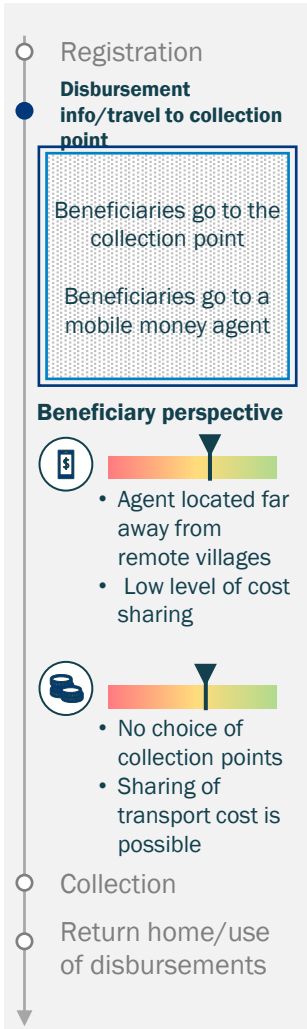 Registration
Disbursement
info/travel to collection
point
Beneficiaries go to the
collection point
Beneficiaries go to a
mobile money agent
Beneficiary perspective
$
• Agent located far
away from
remote villages
• Low level of cost
sharing
• No choice of
collection points
• Sharing of
transport cost is
possible
Collection
Return home/use
of disbursements